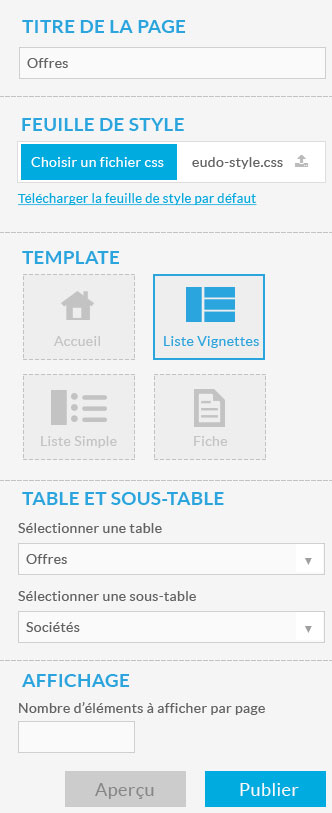 TITRE DE LA PAGE
Offres
FEUILLE DE STYLE
Choisir un fichier css
eudo-style.css
Télécharger la feuille de style par défaut
TEMPLATE
Accueil
Liste Vignettes
Liste Simple
Fiche
TABLE ET SOUS-TABLE
Sélectionner une table
Offres
Sélectionner une sous-table
Sociétés
AFFICHAGE
Nombre d'éléments à afficher par page
Aperçu
Publier